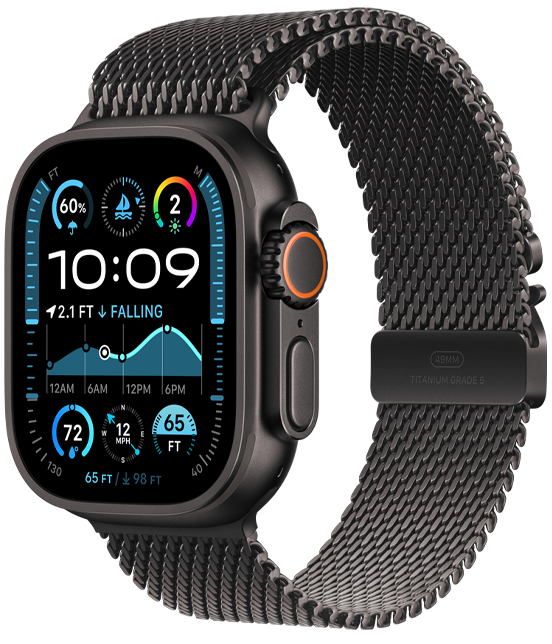 FT M
60% 2
10:09
2.1 FT ↓ FALLING
12AM 6AM 12PM 6PM
72
N
W 12 E
MPH
S
65
FT
130 40
65 FT / ↓ 98 FT
49MM
TITANIUM GRADE 5